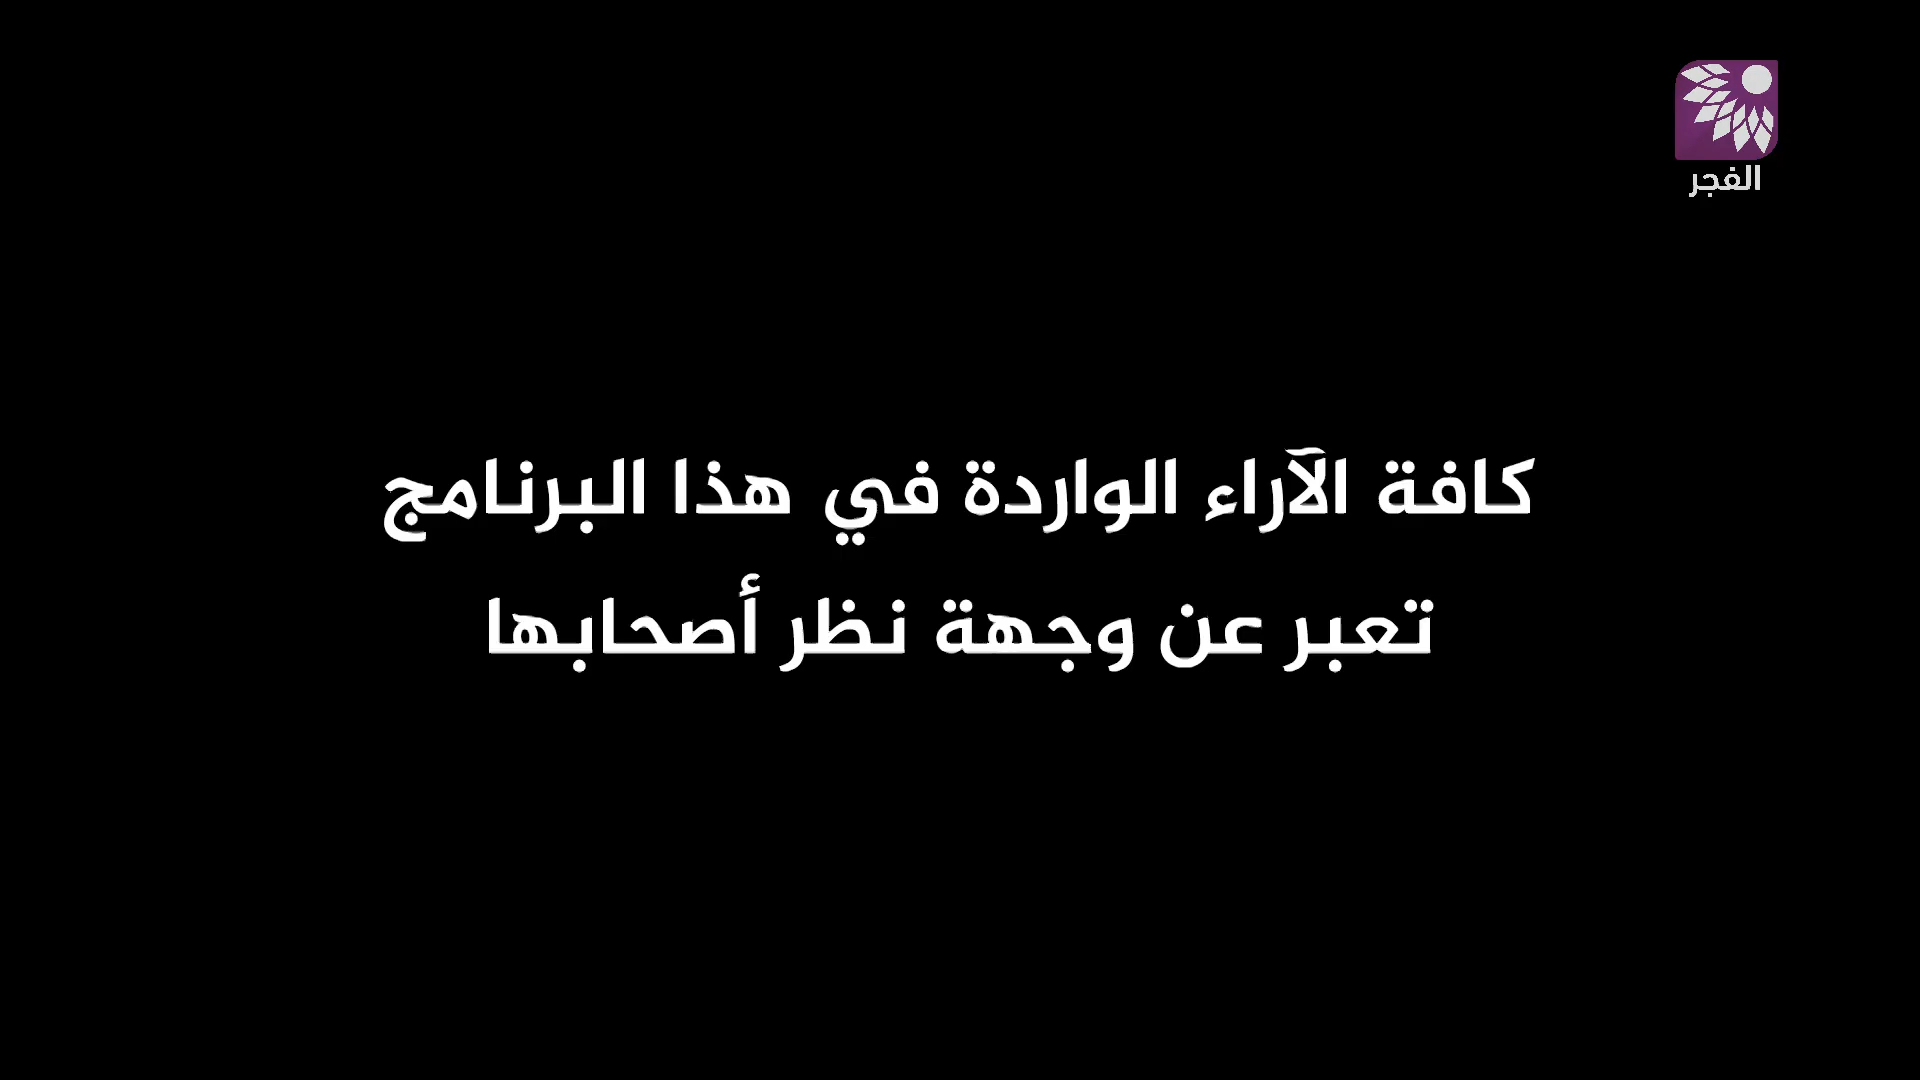 الفجر
كافة الآراء الواردة في هذا البرنامج
تعبر عن وجهة نظر أصحابها